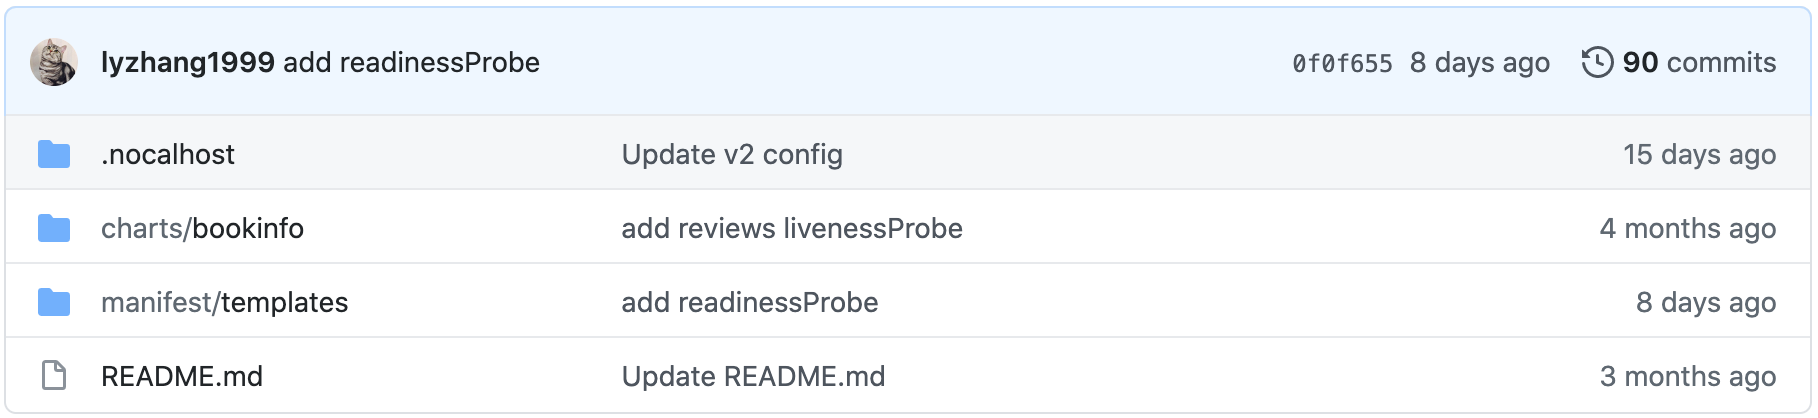 lyzhang1999 add readinessProbe 0f0f655 8 days ago 90 commits
.nocalhost Update v2 config 15 days ago
charts/bookinfo add reviews livenessProbe 4 months ago
manifest/templates add readinessProbe 8 days ago
README.md Update README.md 3 months ago